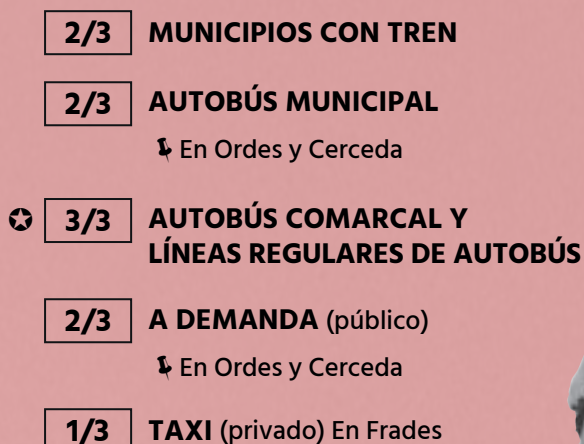 2/3 MUNICIPIOS CON TREN
2/3 AUTOBÚS MUNICIPAL
En Ordes y Cerceda
3/3 AUTOBÚS COMARCAL Y
LÍNEAS REGULARES DE AUTOBÚS
2/3 A DEMANDA (público)
En Ordes y Cerceda
1/3 TAXI (privado) En Frades